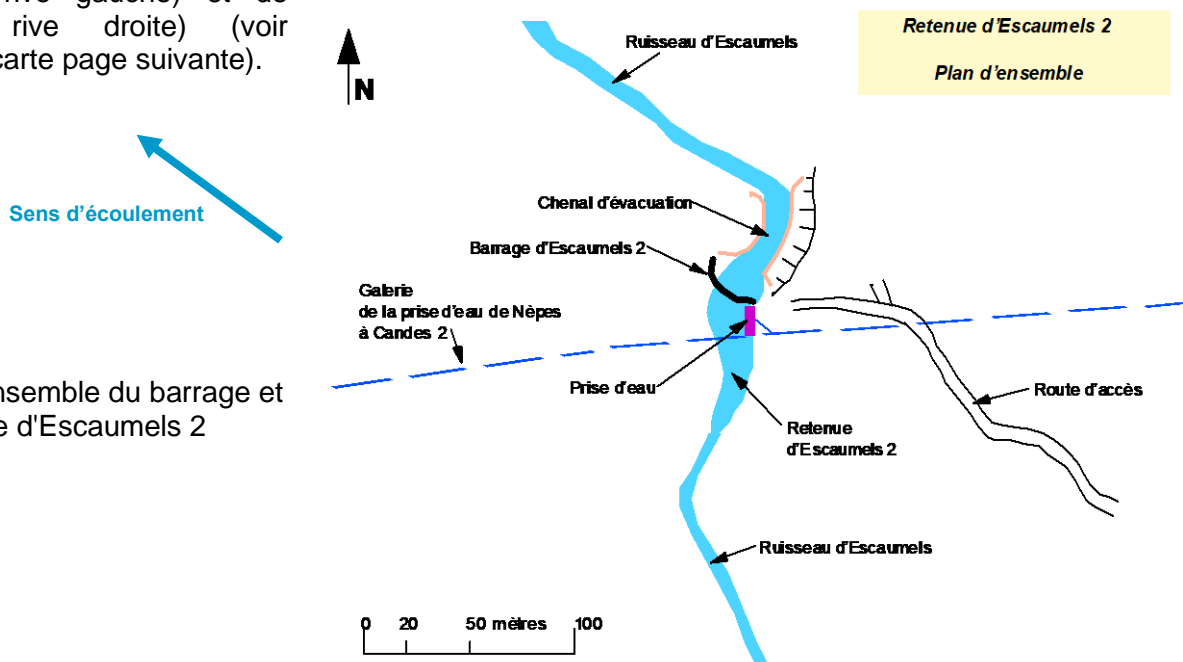 rive gauche) et de
rive droite) (voir
carte page suivante).
Sens d'écoulement
nsemble du barrage et
e d'Escaumels 2
Retenue d'Escaumels 2
Plan d'ensemble
Ruisseau d'Escaumels
N
Chenal d'évacuation
Barrage d'Escaumels 2
Galerie
de la prise d'eau de Nèpes
à Candes 2
Prise d'eau
Route d'accès
Retenue
d'Escaumels 2
Ruisseau d'Escaumels
0 20 50 mètres 100